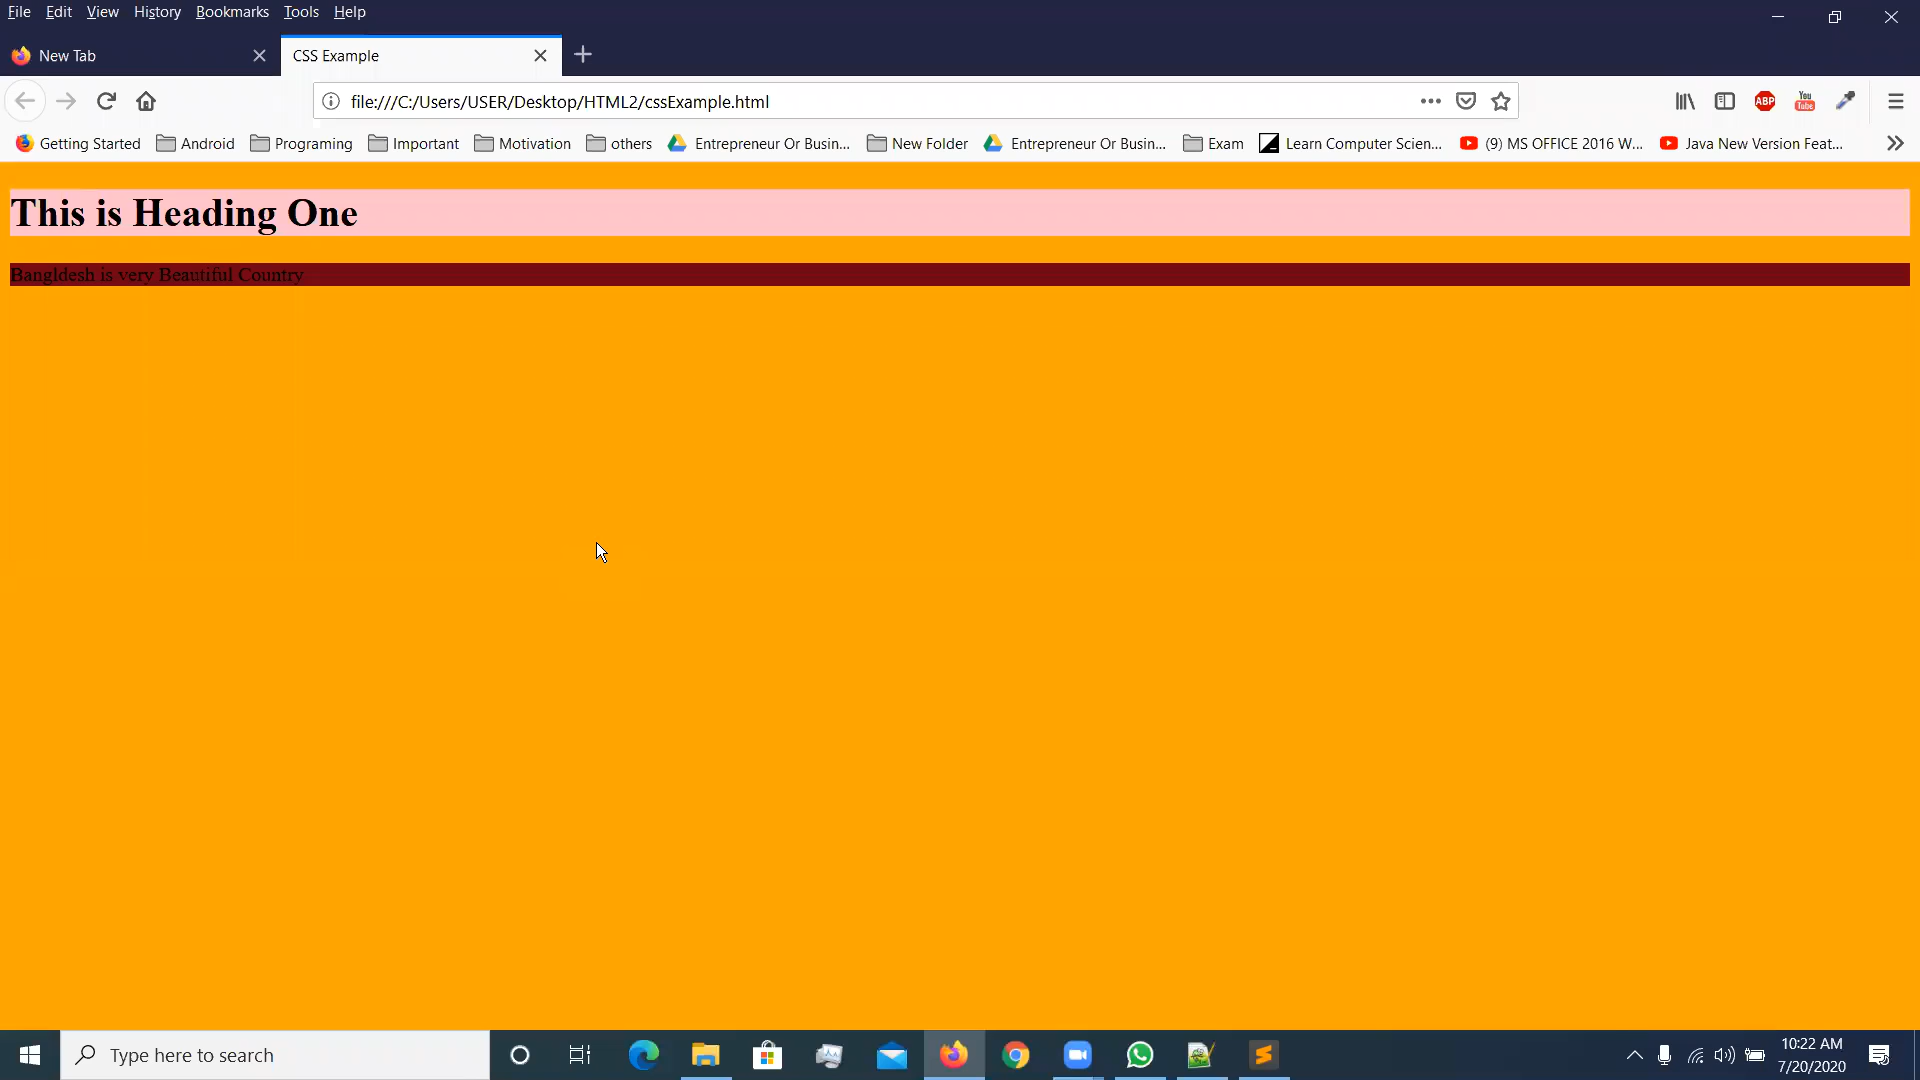 File Edit View History Bookmarks Tools Help
New Tab
CSS Example
file:///C:/Users/USER/Desktop/HTML2/cssExample.html
ABP
You Tube
Getting Started Android Programing Important Motivation others Entrepreneur Or Busin... New Folder Entrepreneur Or Busin... Exam Learn Computer Scien... (9) MS OFFICE 2016 W... Java New Version Feat...
This is Heading One
Bangldesh is very Beautiful Country
Type here to search
10:22 AM
7/20/2020